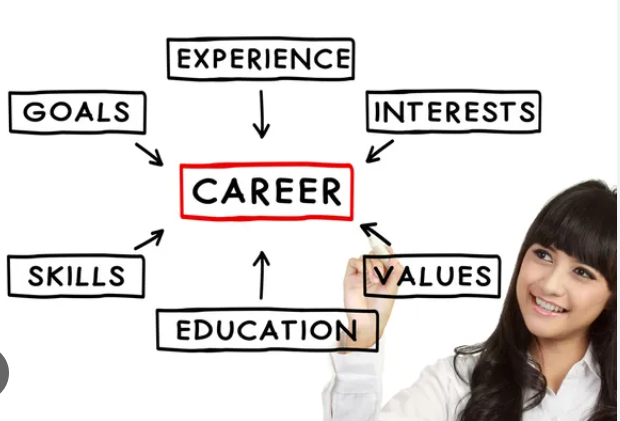 EXPERIENCE
GOALS
INTERESTS
CAREER
SKILLS
VALUES
EDUCATION